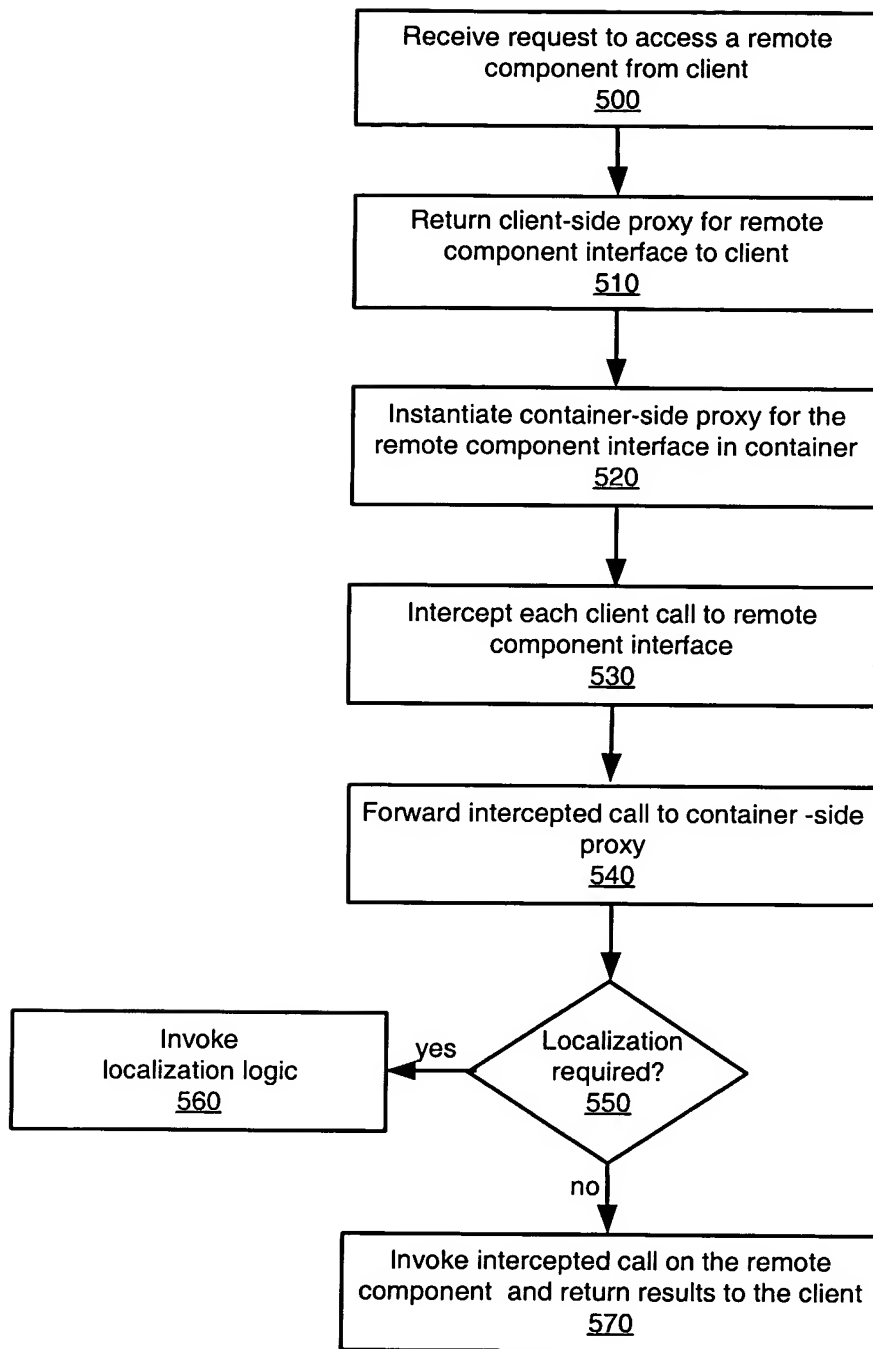 Receive request to access a remote
component from client
500
Return client-side proxy for remote
component interface to client
510
Instantiate container-side proxy for the
remote component interface in container
520
Intercept each client call to remote
component interface
530
Forward intercepted call to container -side
proxy
540
Localization
required?
550
yes
Invoke
localization logic
560
no
Invoke intercepted call on the remote
component and return results to the client
570